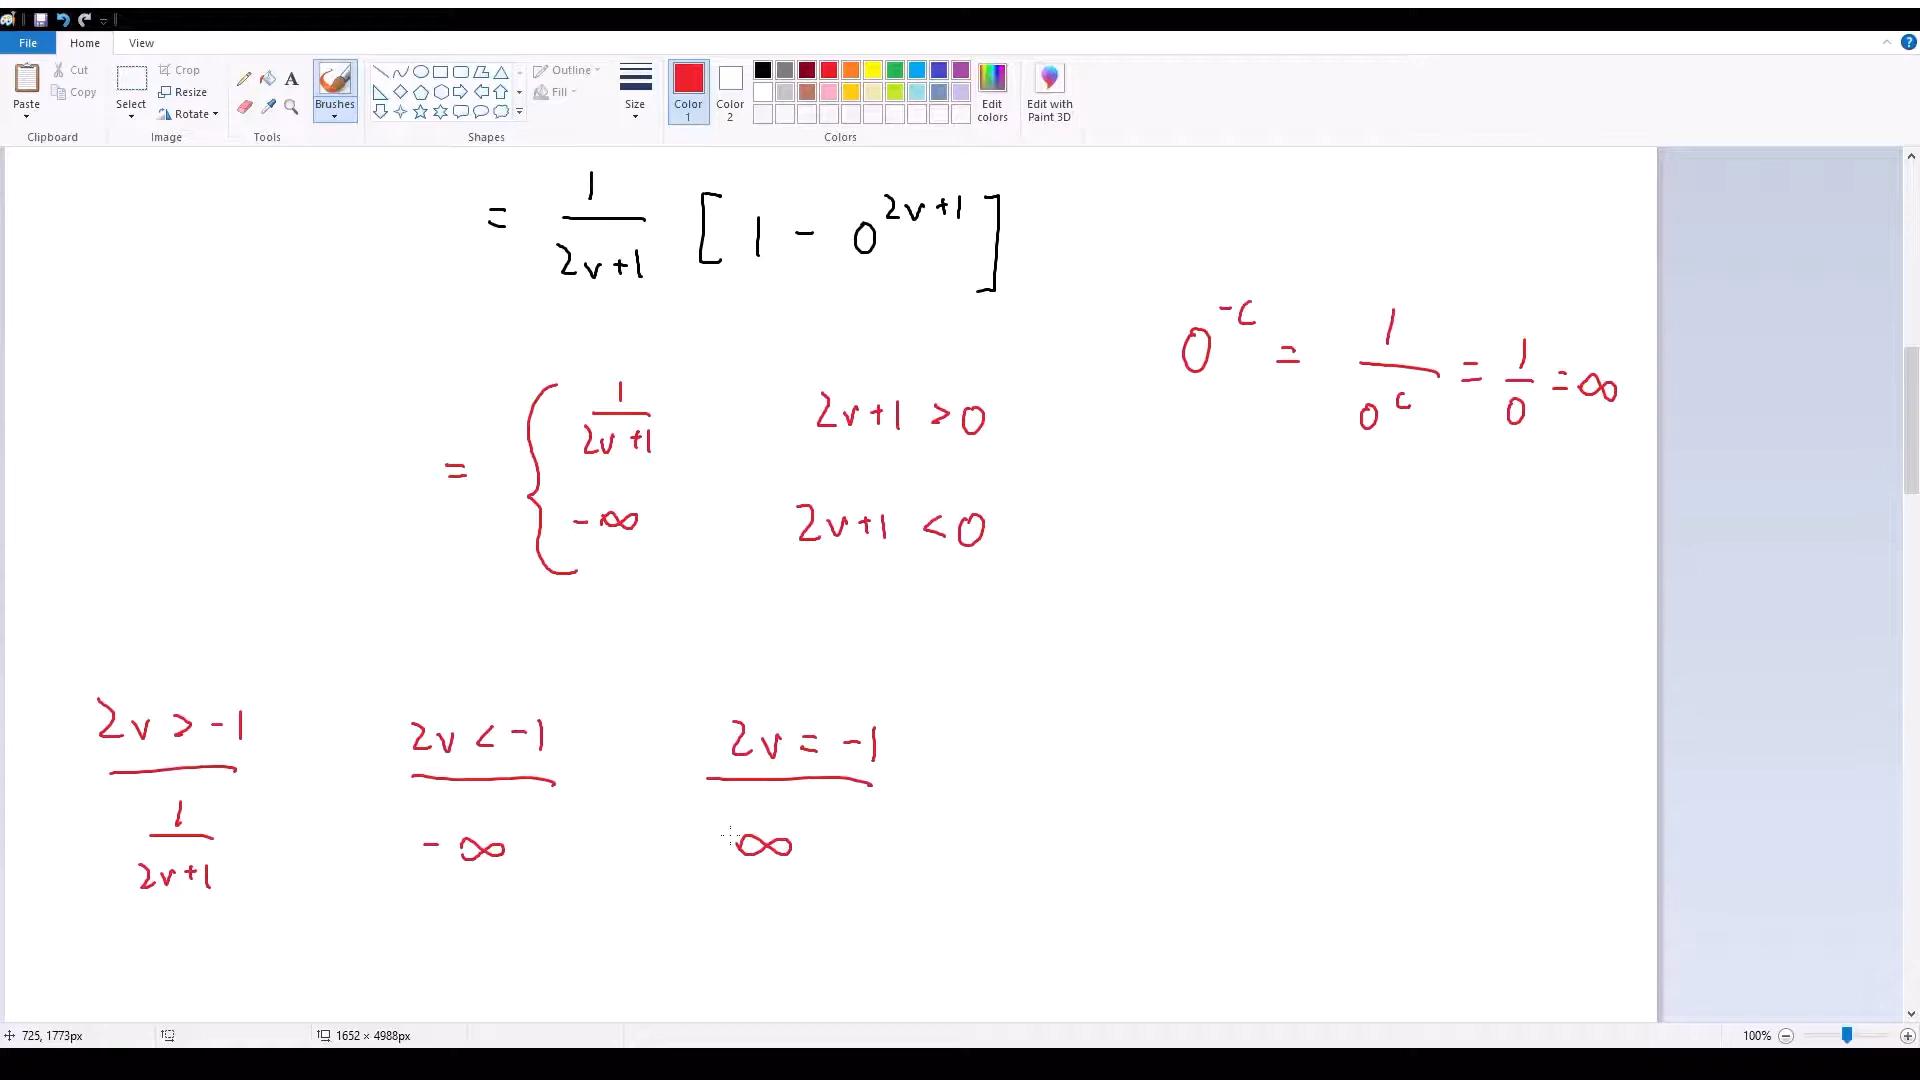 File Home View
Paste
Cut
Copy
Clipboard
Select
Crop
Resize
Rotate
Image
A
Tools
Brushes
Outline
Fill
Shapes
Size
Color 1
Color 2
Edit colors
Colors
Edit with Paint 3D
= 1/(2v+1) [1 - 0^(2v+1)]
0^(-c) = 1/0^c = 1/0 = ∞
= { 1/(2v+1) 2v+1 > 0
-∞ 2v+1 < 0
2v > -1 2v < -1 2v = -1
1/(2v+1) -∞ ∞
725, 1773px 1652 × 4988px 100%